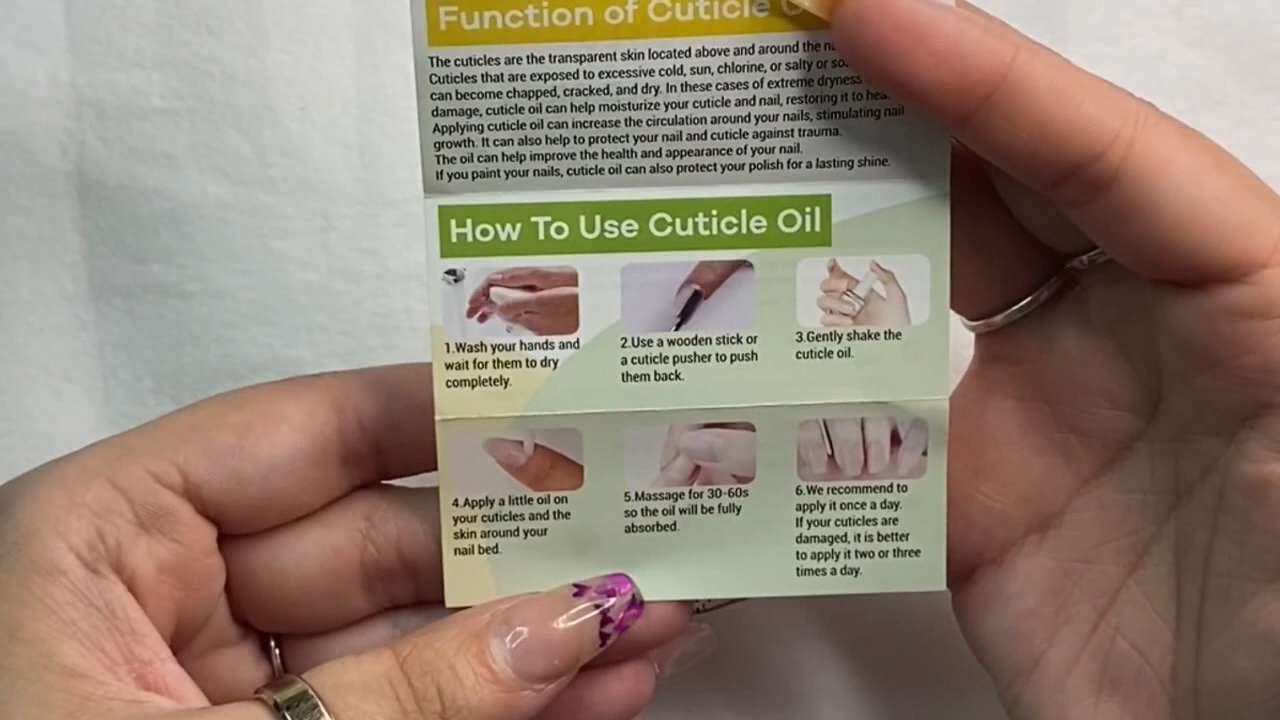 Function of Cuticle
The cuticles are the transparent skin located above and around the
Cuticles that are exposed to excessive cold, sun, chlorine, or salty or
can become chapped, cracked, and dry. In these cases of extreme dryness
damage, cuticle oil can help moisturize your cuticle and nail, restoring it to
Applying cuticle oil can increase the circulation around your nails, stimulating nail
growth. It can also help to protect your nail and cuticle against trauma.
The oil can help improve the health and appearance of your nail.
If you paint your nails, cuticle oil can also protect your polish for a lasting shine.
How To Use Cuticle Oil
1.Wash your hands and
wait for them to dry
completely.
2.Use a wooden stick or
a cuticle pusher to push
them back.
3.Gently shake the
cuticle oil.
4.Apply a little oil on
your cuticles and the
skin around your
nail bed.
5.Massage for 30-60s
so the oil will be fully
absorbed.
6.We recommend to
apply it once a day.
If your cuticles are
damaged, it is better
to apply it two or three
times a day.